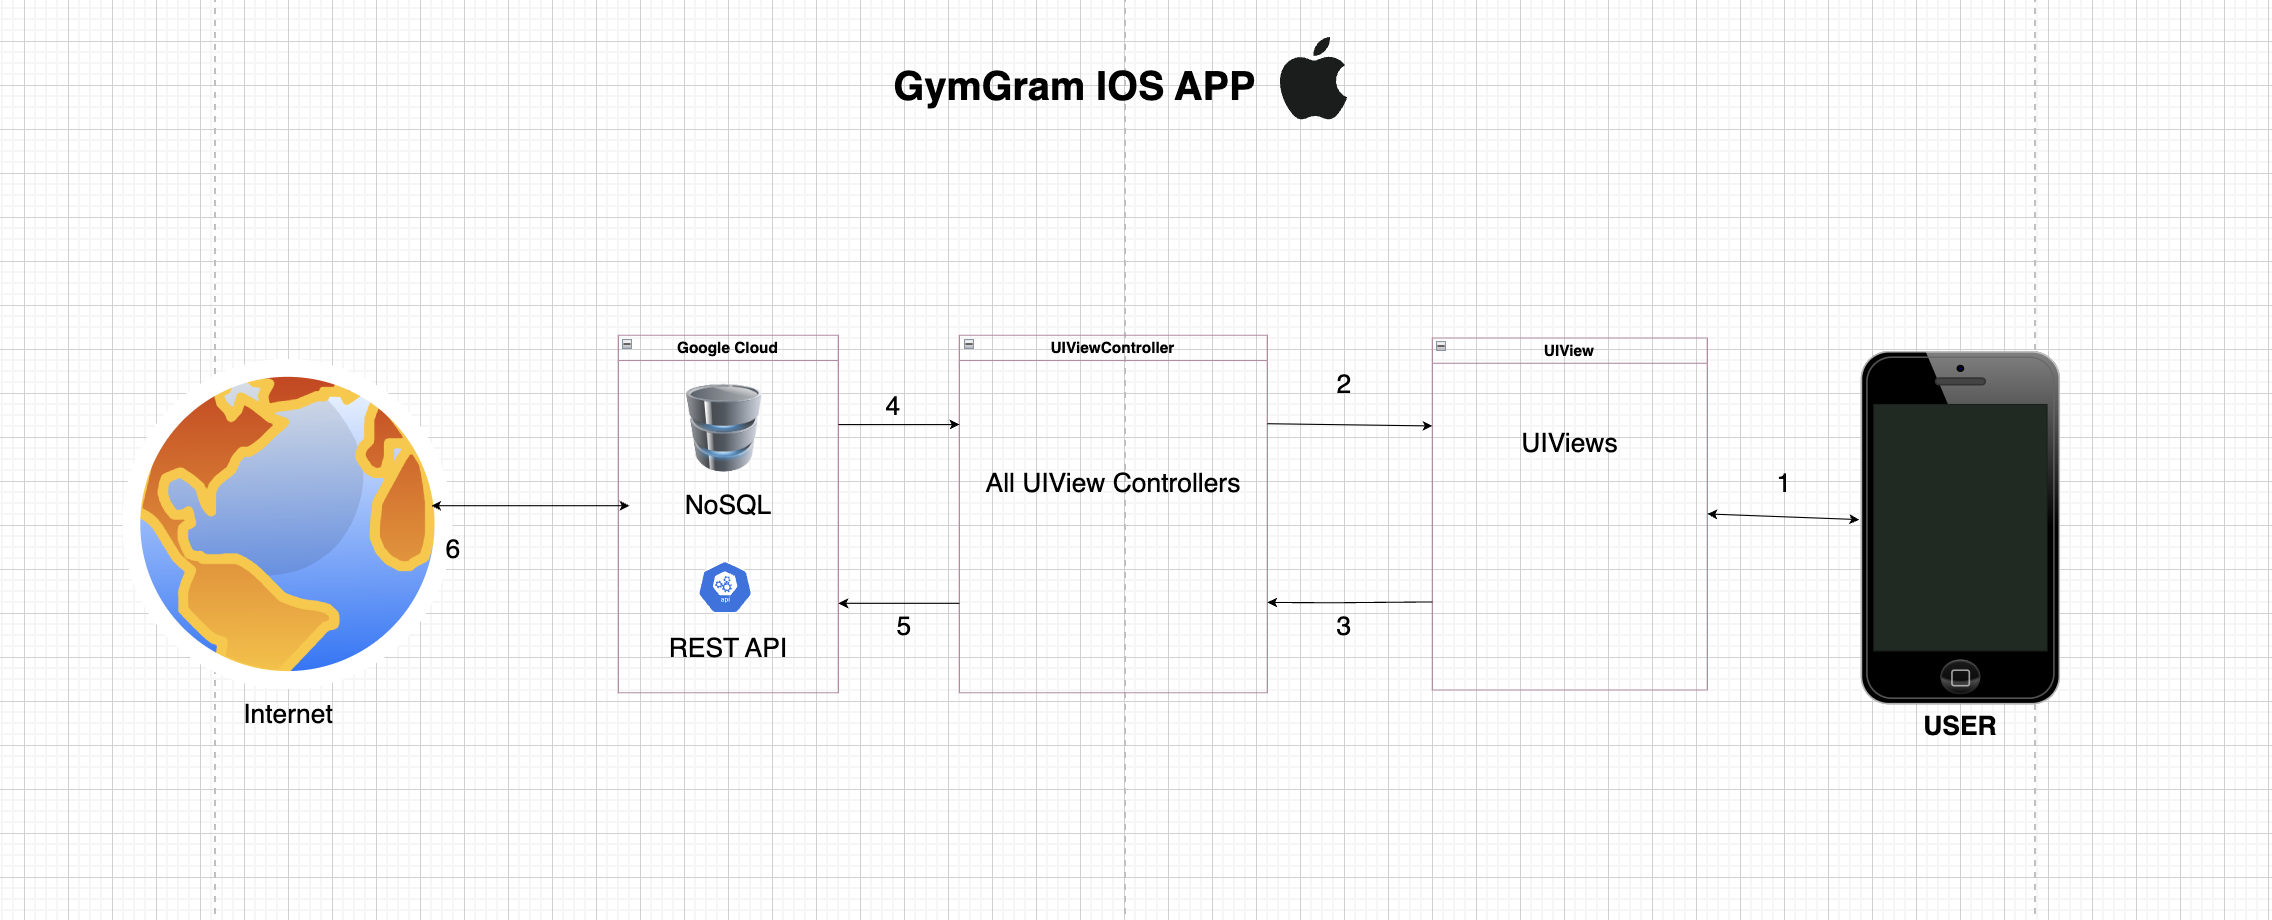 GymGram IOS APP
Google Cloud
UIViewController
UIView
2
4
UIViews
All UIView Controllers
1
NoSQL
6
api
5
3
REST API
Internet
USER